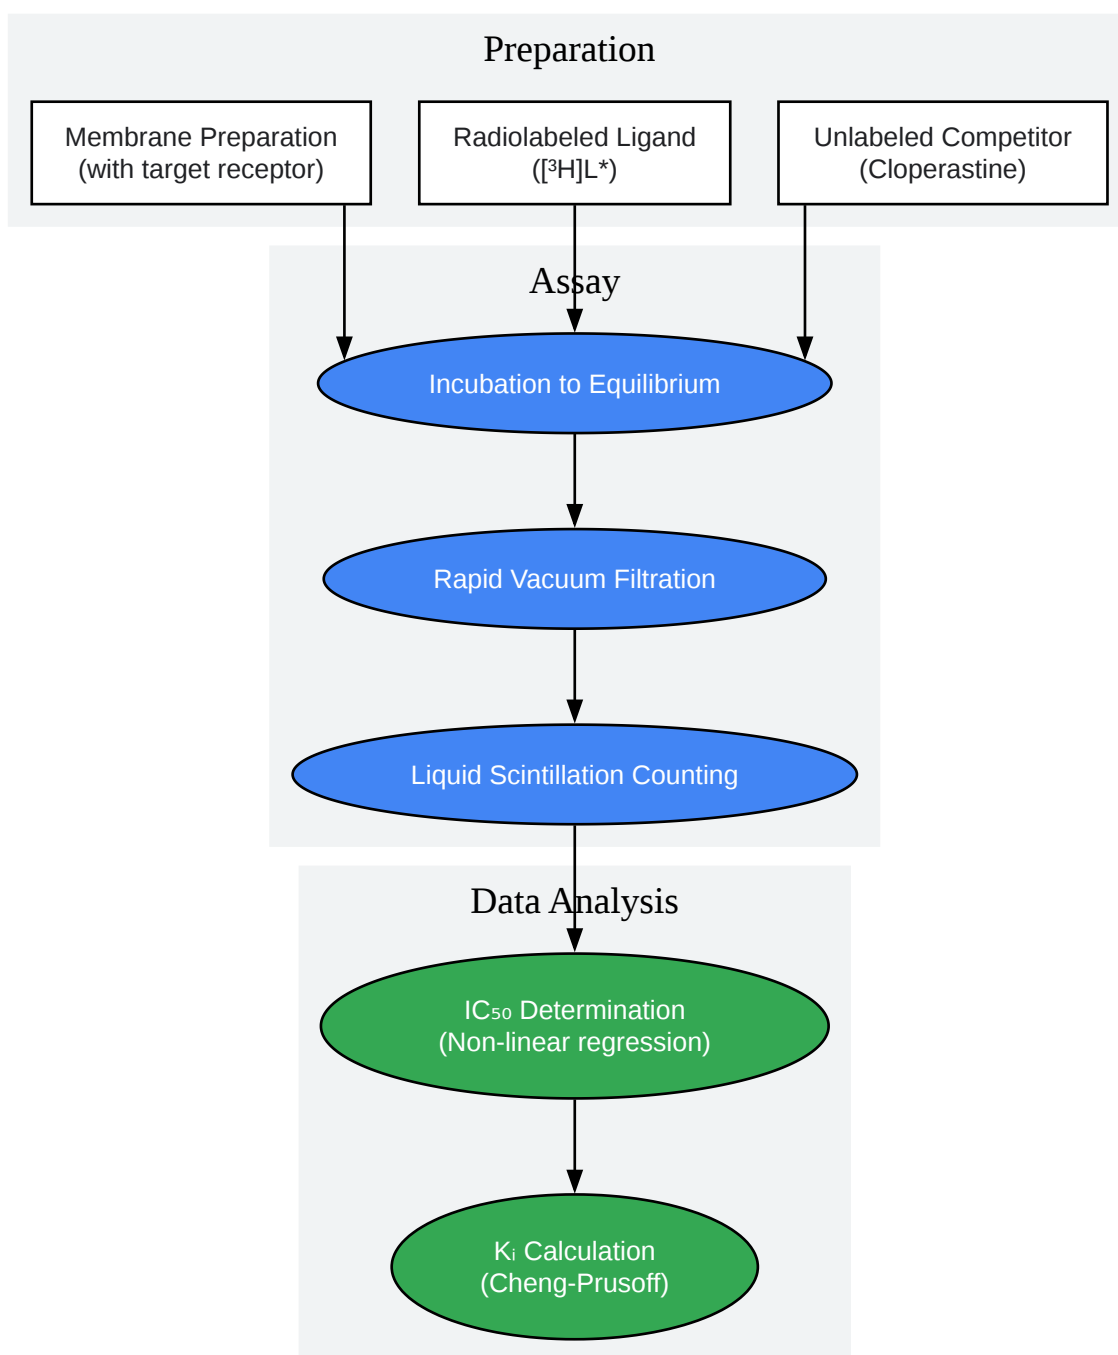 Preparation
Membrane Preparation
(with target receptor)
Radiolabeled Ligand
([³H]L*)
Unlabeled Competitor
(Cloperastine)
Assay
Incubation to Equilibrium
Rapid Vacuum Filtration
Liquid Scintillation Counting
Data Analysis
IC₅₀ Determination
(Non-linear regression)
Kᵢ Calculation
(Cheng-Prusoff)